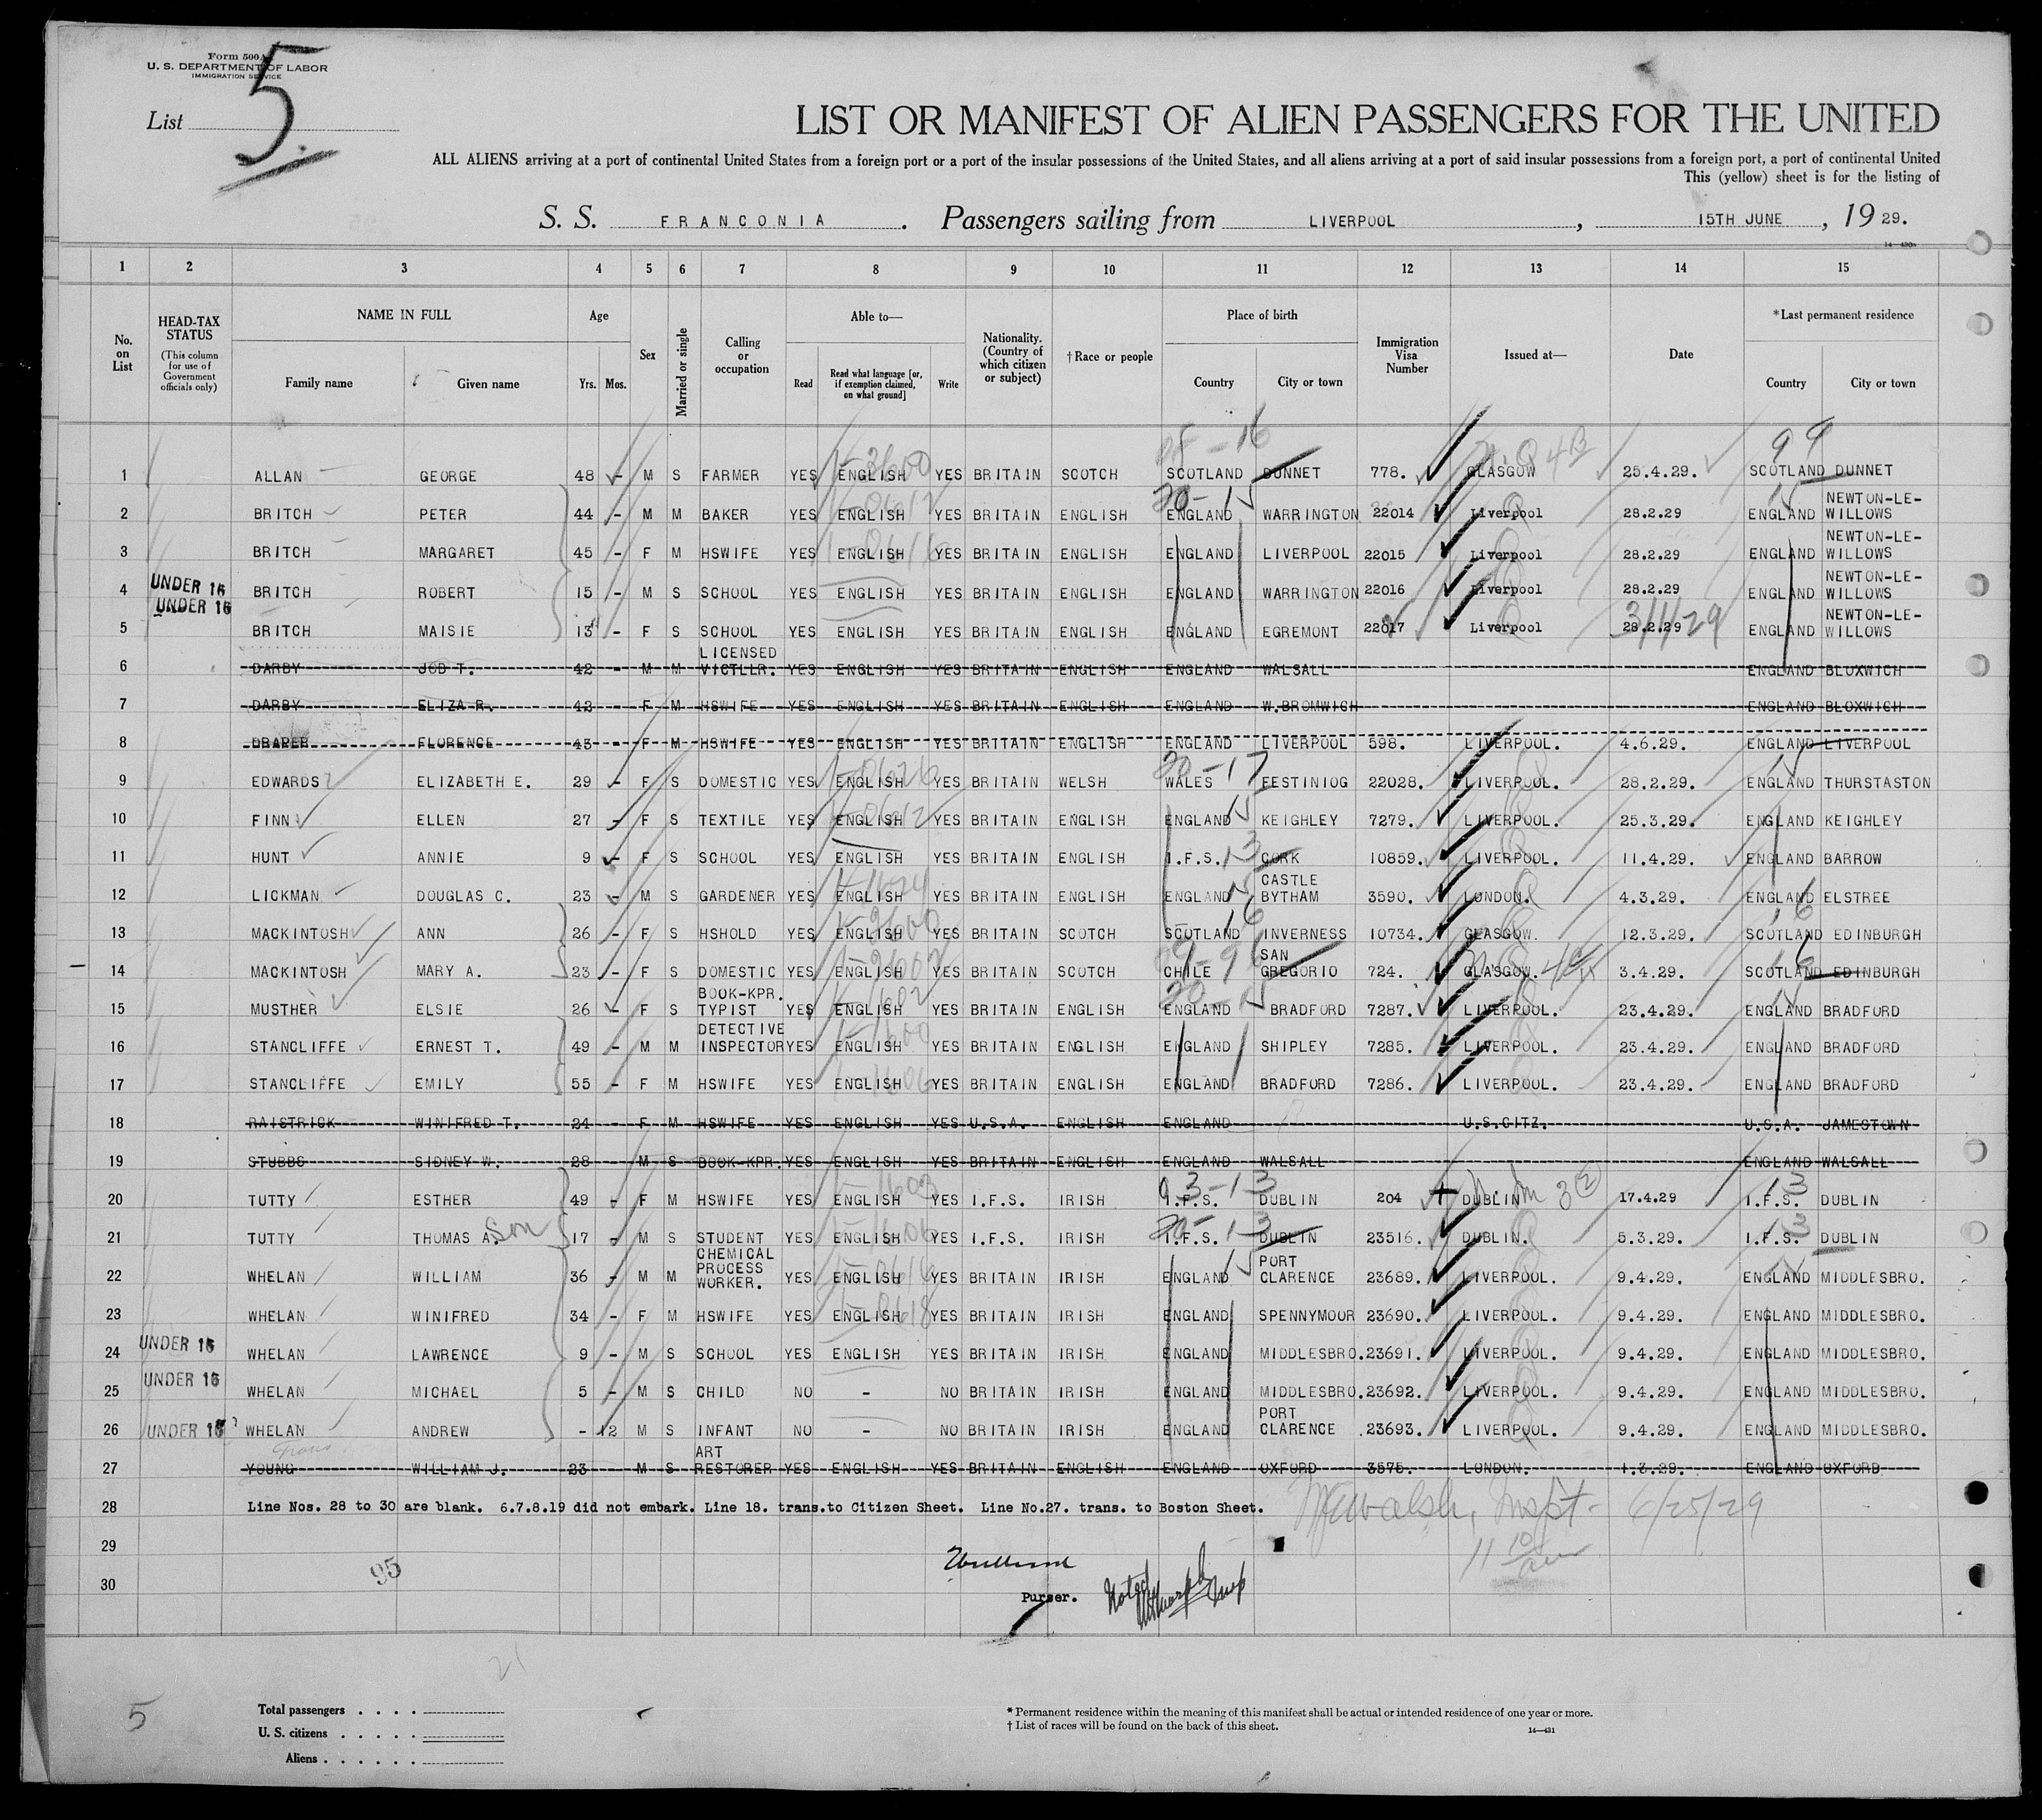 Form 500A
U. S. DEPARTMENT OF LABOR
IMMIGRATION SERVICE
List 5.
LIST OR MANIFEST OF ALIEN PASSENGERS FOR THE UNITED
ALL ALIENS arriving at a port of continental United States from a foreign port or a port of the insular possessions of the United States, and all aliens arriving at a port of said insular possessions from a foreign port, a port of continental United
This (yellow) sheet is for the listing of
S. S. FRANCONIA. Passengers sailing from LIVERPOOL, 15TH JUNE, 1929.
1 2 3 4 5 6 7 8 9 10 11 12 13 14 15
No. on List
HEAD-TAX STATUS (This column for use of Government officials only)
NAME IN FULL Family name Given name
Age Yrs. Mos.
Sex
Married or single
Calling or occupation
Able to— Read Read what language [or, if exemption claimed, on what ground] Write
Nationality. (Country of which citizen or subject)
†Race or people
Place of birth Country City or town
Immigration Visa Number
Issued at—
Date
*Last permanent residence Country City or town
1 ALLAN GEORGE 48 - M S FARMER YES ENGLISH YES BRITAIN SCOTCH SCOTLAND DUNNET 778. GLASGOW 25.4.29. SCOTLAND DUNNET
2 BRITCH PETER 44 - M M BAKER YES ENGLISH YES BRITAIN ENGLISH ENGLAND WARRINGTON 22014 Liverpool 28.2.29 ENGLAND NEWTON-LE-WILLOWS
3 BRITCH MARGARET 45 - F M HSWIFE YES ENGLISH YES BRITAIN ENGLISH ENGLAND LIVERPOOL 22015 Liverpool 28.2.29 ENGLAND NEWTON-LE-WILLOWS
4 UNDER 16 BRITCH ROBERT 15 - M S SCHOOL YES ENGLISH YES BRITAIN ENGLISH ENGLAND WARRINGTON 22016 Liverpool 28.2.29 ENGLAND NEWTON-LE-WILLOWS
5 UNDER 16 BRITCH MAISIE 13 - F S SCHOOL YES ENGLISH YES BRITAIN ENGLISH ENGLAND EGREMONT 22017 Liverpool 28.2.29 ENGLAND NEWTON-LE-WILLOWS
6 DARBY JOB T. 42 - M M LICENSED VICTLLR. YES ENGLISH YES BRITAIN ENGLISH ENGLAND WALSALL ENGLAND BLOXWICH
7 DARBY ELIZA R. 42 - F M HSWIFE YES ENGLISH YES BRITAIN ENGLISH ENGLAND W.BROMWICH ENGLAND BLOXWICH
8 DRAPER FLORENCE 43 - F M HSWIFE YES ENGLISH YES BRITAIN ENGLISH ENGLAND LIVERPOOL 598. LIVERPOOL. 4.6.29. ENGLAND LIVERPOOL
9 EDWARDS ELIZABETH E. 29 - F S DOMESTIC YES ENGLISH YES BRITAIN WELSH WALES FESTINIOG 22028. LIVERPOOL. 28.2.29. ENGLAND THURSTASTON
10 FINN ELLEN 27 - F S TEXTILE YES ENGLISH YES BRITAIN ENGLISH ENGLAND KEIGHLEY 7279. LIVERPOOL. 25.3.29. ENGLAND KEIGHLEY
11 HUNT ANNIE 9 - F S SCHOOL YES ENGLISH YES BRITAIN ENGLISH I.F.S. CORK 10859. LIVERPOOL. 11.4.29. ENGLAND BARROW
12 LICKMAN DOUGLAS C. 23 - M S GARDENER YES ENGLISH YES BRITAIN ENGLISH ENGLAND CASTLE BYTHAM 3590. LONDON. 4.3.29. ENGLAND ELSTREE
13 MACKINTOSH ANN 26 - F S HSHOLD YES ENGLISH YES BRITAIN SCOTCH SCOTLAND INVERNESS 10734. GLASGOW. 12.3.29. SCOTLAND EDINBURGH
14 MACKINTOSH MARY A. 23 - F S DOMESTIC YES ENGLISH YES BRITAIN SCOTCH CHILE SAN GREGORIO 724. GLASGOW. 3.4.29. SCOTLAND EDINBURGH
15 MUSTHER ELSIE 26 - F S BOOK-KPR. TYPIST YES ENGLISH YES BRITAIN ENGLISH ENGLAND BRADFORD 7287. LIVERPOOL. 23.4.29. ENGLAND BRADFORD
16 STANCLIFFE ERNEST T. 49 - M M DETECTIVE INSPECTOR YES ENGLISH YES BRITAIN ENGLISH ENGLAND SHIPLEY 7285. LIVERPOOL. 23.4.29. ENGLAND BRADFORD
17 STANCLIFFE EMILY 55 - F M HSWIFE YES ENGLISH YES BRITAIN ENGLISH ENGLAND BRADFORD 7286. LIVERPOOL. 23.4.29. ENGLAND BRADFORD
18 RAISTRICK WINIFRED T. 24 - F M HSWIFE YES ENGLISH YES U.S.A. ENGLISH ENGLAND U.S.CITZ. U.S.A. JAMESTOWN
19 STUBBS SIDNEY W. 28 M S BOOK-KPR. YES ENGLISH YES BRITAIN ENGLISH ENGLAND WALSALL ENGLAND WALSALL
20 TUTTY ESTHER 49 - F M HSWIFE YES ENGLISH YES I.F.S. IRISH I.F.S. DUBLIN 204 DUBLIN 17.4.29 I.F.S. DUBLIN
21 TUTTY THOMAS A. Son 17 - M S STUDENT YES ENGLISH YES I.F.S. IRISH I.F.S. DUBLIN 23516. DUBLIN. 5.3.29. I.F.S. DUBLIN
22 WHELAN WILLIAM 36 - M M CHEMICAL PROCESS WORKER. YES ENGLISH YES BRITAIN IRISH ENGLAND PORT CLARENCE 23689. LIVERPOOL. 9.4.29. ENGLAND MIDDLESBRO.
23 WHELAN WINIFRED 34 - F M HSWIFE YES ENGLISH YES BRITAIN IRISH ENGLAND SPENNYMOOR 23690. LIVERPOOL. 9.4.29. ENGLAND MIDDLESBRO.
24 UNDER 16 WHELAN LAWRENCE 9 - M S SCHOOL YES ENGLISH YES BRITAIN IRISH ENGLAND MIDDLESBRO. 23691. LIVERPOOL. 9.4.29. ENGLAND MIDDLESBRO.
25 UNDER 16 WHELAN MICHAEL 5 - M S CHILD NO - NO BRITAIN IRISH ENGLAND MIDDLESBRO. 23692. LIVERPOOL. 9.4.29. ENGLAND MIDDLESBRO.
26 UNDER 16 WHELAN ANDREW - 12 M S INFANT NO - NO BRITAIN IRISH ENGLAND PORT CLARENCE 23693. LIVERPOOL. 9.4.29. ENGLAND MIDDLESBRO.
27 YOUNG WILLIAM J. 23 M S ART RESTORER YES ENGLISH YES BRITAIN ENGLISH ENGLAND OXFORD 3575. LONDON. 1.3.29. ENGLAND OXFORD
28 Line Nos. 28 to 30 are blank. 6.7.8.19 did not embark. Line 18. trans.to Citizen Sheet. Line No.27. trans. to Boston Sheet. Walsh, Inspt- 6/25/29
29
30 95
Purser. Noted
5
Total passengers . . . .
U. S. citizens . . . . .
Aliens . . . . . .
* Permanent residence within the meaning of this manifest shall be actual or intended residence of one year or more.
† List of races will be found on the back of this sheet.
14—431